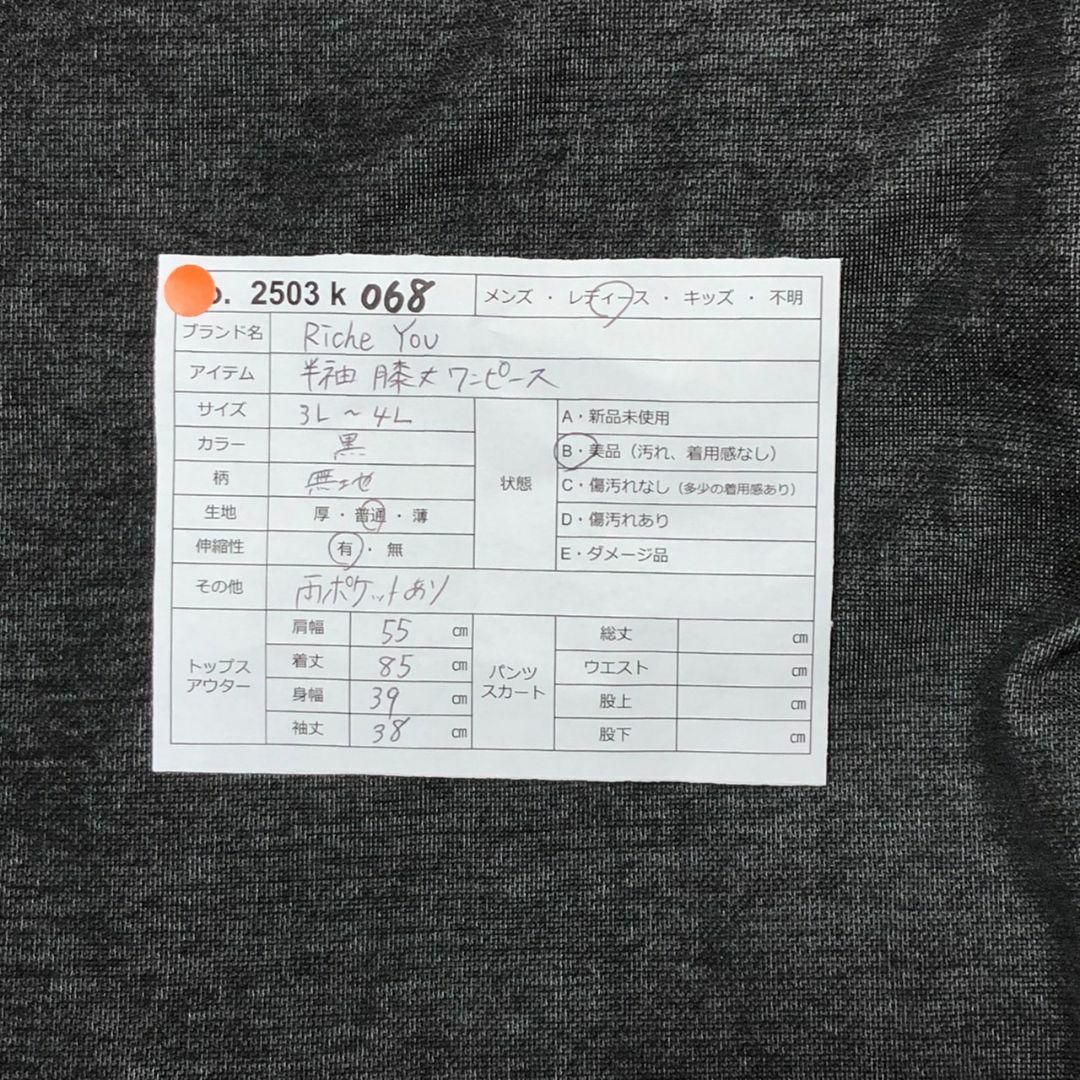 o. 2503 k 068 メンズ ・ レディース ・ キッズ ・ 不明
ブランド名 Riche You
アイテム 半袖 膝丈ワンピース
サイズ 3L～4L
カラー 黒
柄 無地
生地 厚・普通・薄
伸縮性 有・無
状態
A・新品未使用
B・美品（汚れ、着用感なし）
C・傷汚れなし（多少の着用感あり）
D・傷汚れあり
E・ダメージ品
その他 両ポケットあり
トップス
アウター
肩幅 55 ㎝
着丈 85 ㎝
身幅 39 ㎝
袖丈 38 ㎝
パンツ
スカート
総丈 ㎝
ウエスト ㎝
股上 ㎝
股下 ㎝